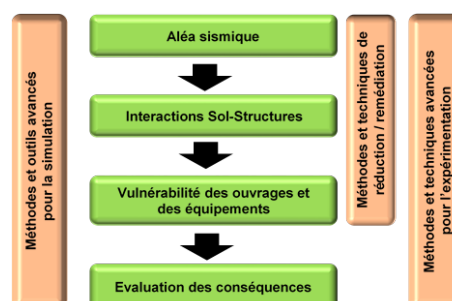 Méthodes et outils avancés
pour la simulation
Aléa sismique
Interactions Sol-Structures
Vulnérabilité des ouvrages et
des équipements
Evaluation des conséquences
Méthodes et techniques de
réduction / remédiation
Méthodes et techniques avancées
pour l'expérimentation